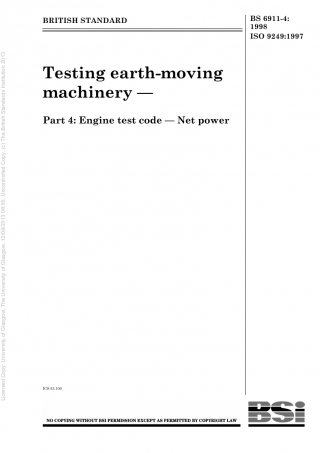 BRITISH STANDARD
BS 6911-4:
1998
ISO 9249:1997
Testing earth-moving
machinery —
Part 4: Engine test code — Net power
ICS 53.100
NO COPYING WITHOUT BSI PERMISSION EXCEPT AS PERMITTED BY COPYRIGHT LAW
BSi
Licensed Copy: University of Glasgow, The University of Glasgow,
Uncontrolled Copy, (c) The British Standards Institution 2013